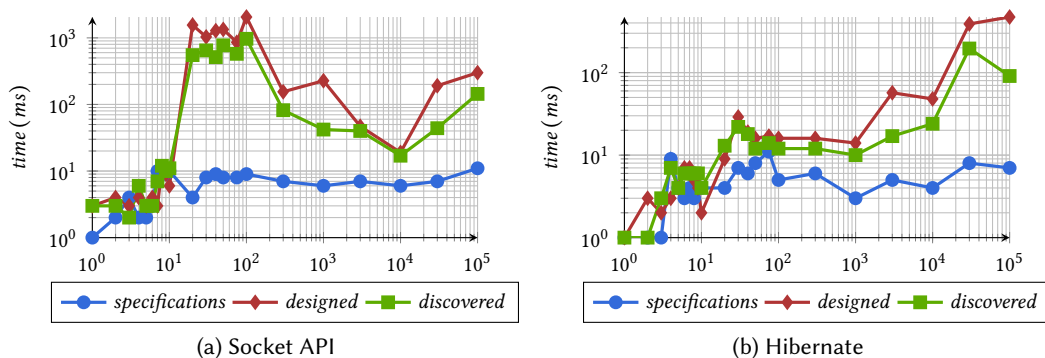 time (ms)
10^3
10^2
10^1
10^0
10^0 10^1 10^2 10^3 10^4 10^5
specifications designed discovered
(a) Socket API
time (ms)
10^2
10^1
10^0
10^0 10^1 10^2 10^3 10^4 10^5
specifications designed discovered
(b) Hibernate